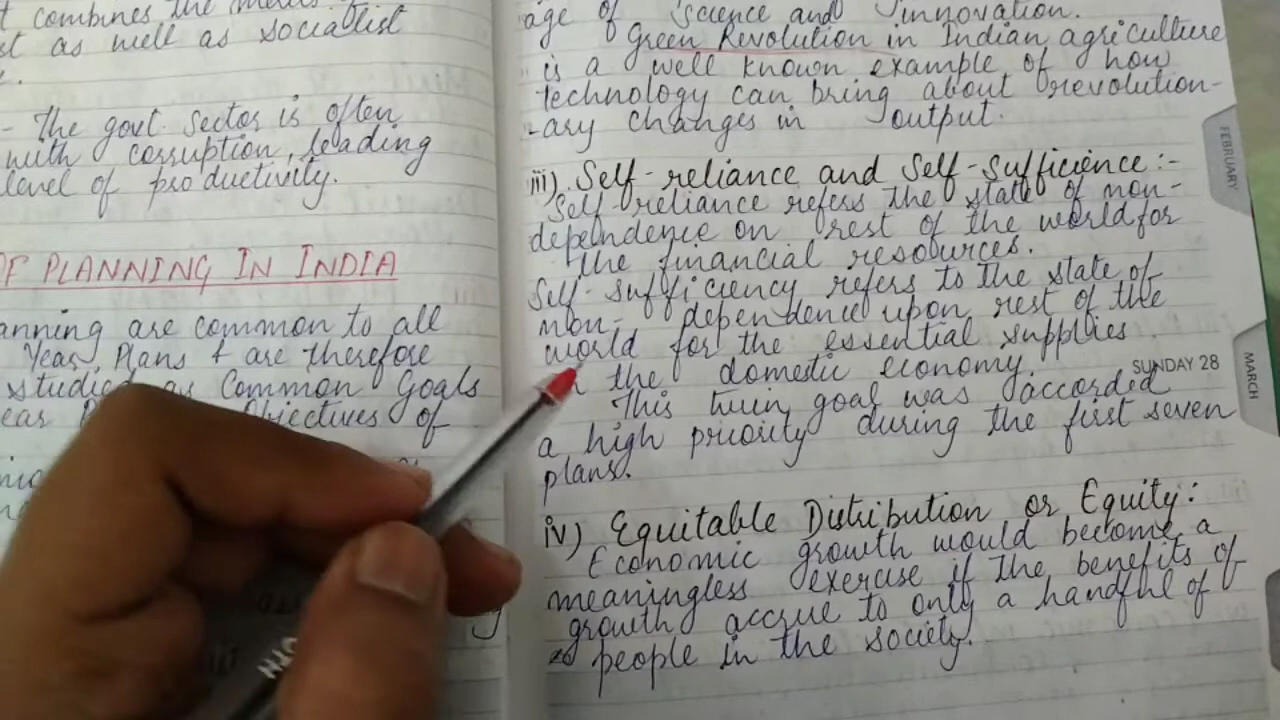 t combines the merits of
st as well as socialist
- The govt. sector is often
with corruption, leading
level of productivity.
OF PLANNING IN INDIA
anning are common to all
Year Plans & are therefore
studied as Common Goals
ear Objectives of
age of science and innovation.
Green Revolution in Indian agriculture
is a well known example of how
technology can bring about revolution-
-ary changes in output.
iii) Self-reliance and Self-Sufficience:-
Self-reliance refers the state of non-
dependence on rest of the world for
the financial resources.
Self-sufficiency refers to the state of
non- dependence upon rest of the
world for the essential supplies
the domestic economy.
This twin goal was accorded
a high priority during the first seven
plans.
iv) Equitable Distribution or Equity:
Economic growth would become a
meaningless exercise if the benefits of
growth accrue to only a handful of
people in the society.
FEBRUARY
MARCH
SUNDAY 28